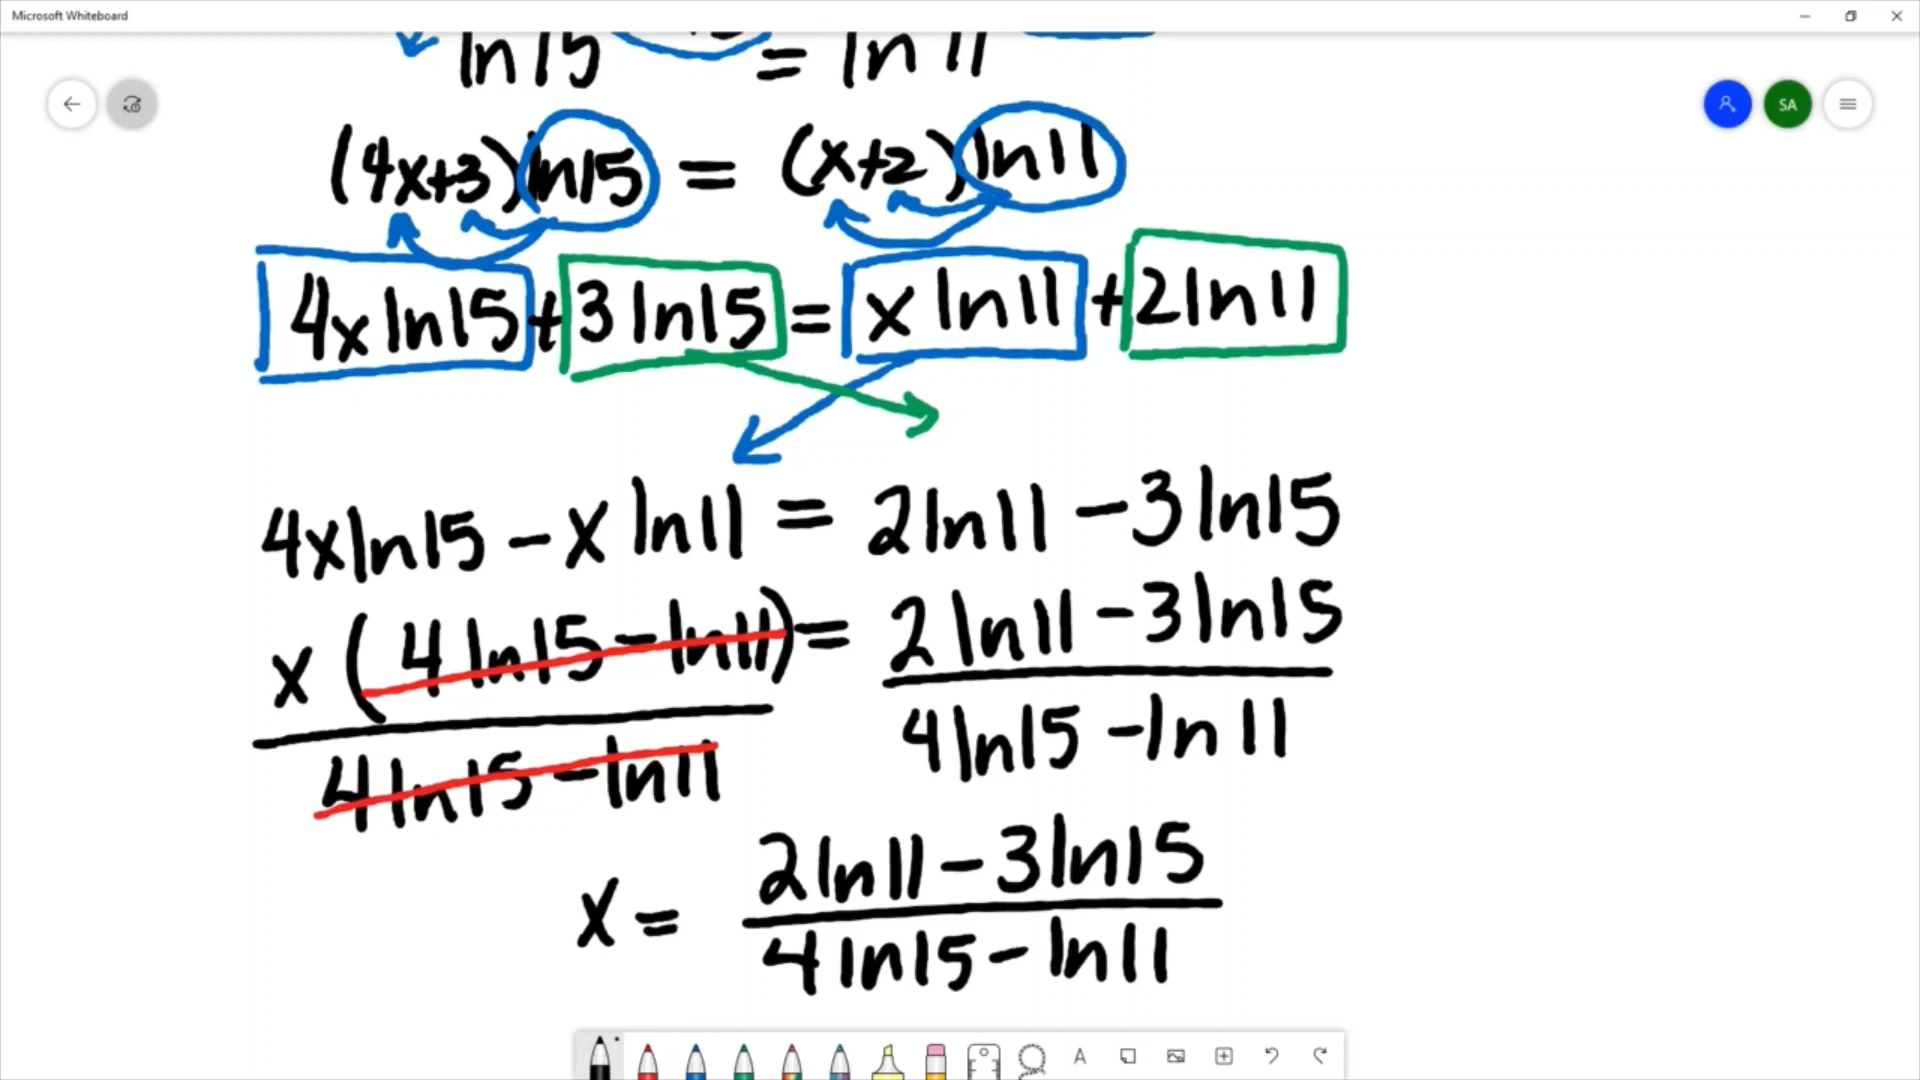 Microsoft Whiteboard
ln15 = ln11
(4x+3)ln15 = (x+2)ln11
SA
4x ln15 + 3 ln15 = x ln11 + 2 ln11
4x ln15 - x ln11 = 2 ln11 - 3 ln15
x (4 ln15 - ln11) = 2 ln11 - 3 ln15
4 ln15 - ln11 4 ln15 - ln11
x = 2 ln11 - 3 ln15
4 ln15 - ln11
A